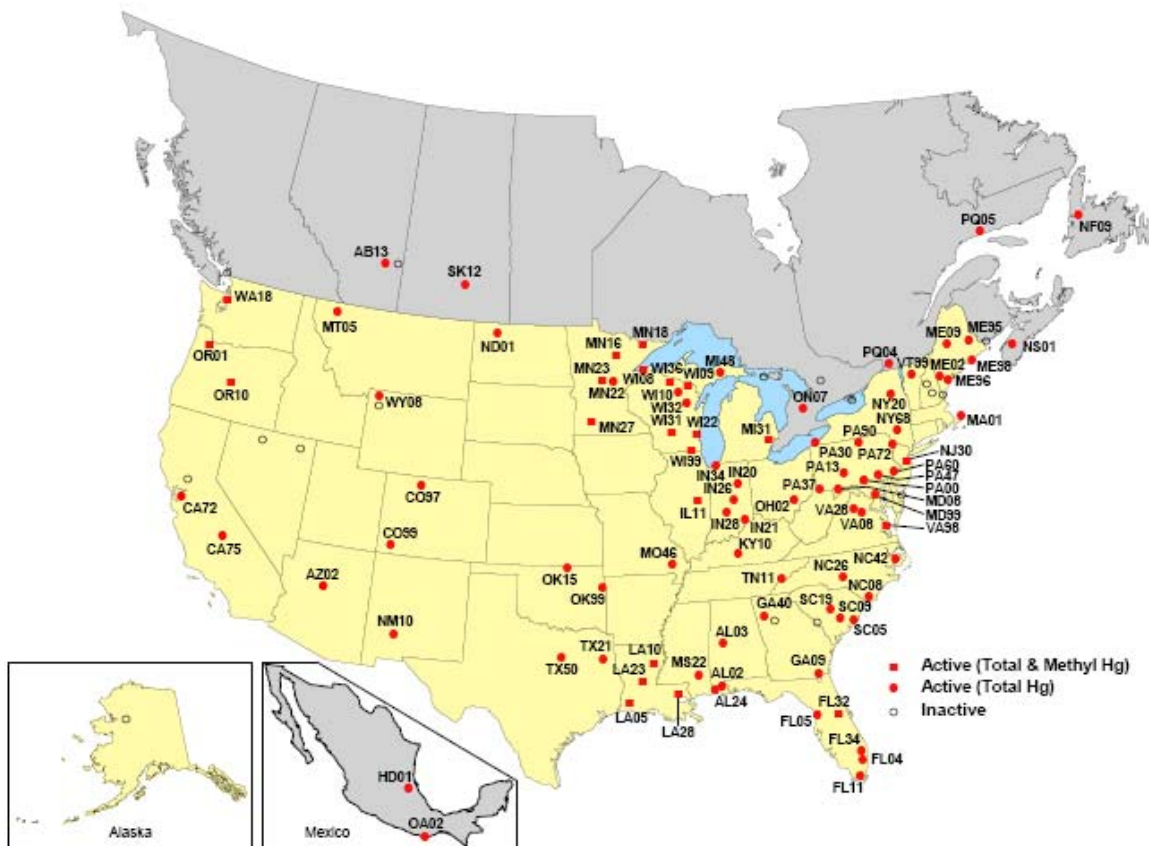 PQ05
NF09
AB13
SK12
WA18
MT05
ND01
MN18
MN16
ME09
ME95
NS01
OR01
MN23
WI36
WI09
MI48
PQ04
VT99
ME02
ME98
WI08
MN22
ME96
OR10
WY08
WI10
ON07
NY20
WI32
MN27
WI31
WI22
MI31
NY68
MA01
PA90
WI99
PA30
PA72
NJ30
IN34
IN20
PA13
PA60
PA47
CO97
IN26
PA37
PA00
CA72
IL11
OH02
MD08
VA28
MD99
IN28
IN21
VA08
VA98
CA75
CO99
KY10
MO46
NC42
NC26
OK15
TN11
AZ02
OK99
NC08
GA40
SC19
SC09
SC05
NM10
AL03
TX21
LA10
TX50
LA23
MS22
AL02
GA09
AL24
LA05
LA28
FL32
FL05
FL34
FL04
FL11
Active (Total & Methyl Hg)
Active (Total Hg)
Inactive
HD01
OA02
Alaska
Mexico